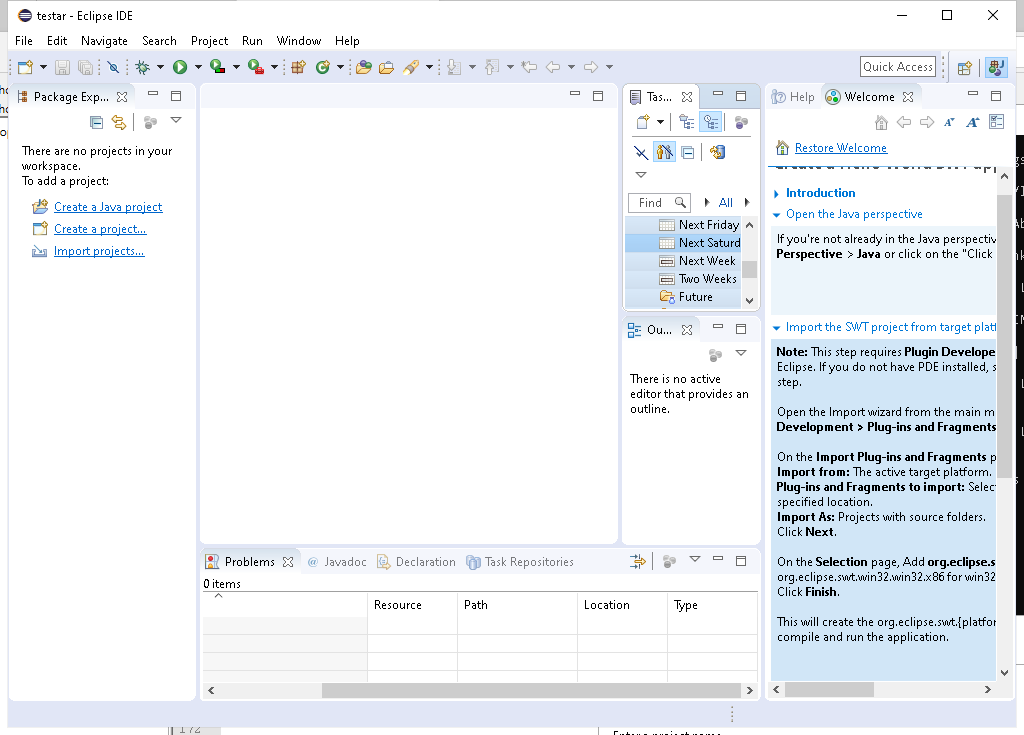 testar - Eclipse IDE
File Edit Navigate Search Project Run Window Help
Quick Access
Package Exp...
There are no projects in your
workspace.
To add a project:
Create a Java project
Create a project...
Import projects...
Tas...
Find
All
Next Friday
Next Saturd
Next Week
Two Weeks
Future
Ou...
There is no active
editor that provides an
outline.
Help
Welcome
Restore Welcome
Create a Hello World SWT app
Introduction
Open the Java perspective
If you're not already in the Java perspectiv
Perspective > Java or click on the "Click
Import the SWT project from target platf
Note: This step requires Plugin Develope
Eclipse. If you do not have PDE installed, s
step.
Open the Import wizard from the main m
Development > Plug-ins and Fragments
On the Import Plug-ins and Fragments p
Import from: The active target platform.
Plug-ins and Fragments to import: Selec
specified location.
Import As: Projects with source folders.
Click Next.
On the Selection page, Add org.eclipse.s
org.eclipse.swt.win32.win32.x86 for win32
Click Finish.
This will create the org.eclipse.swt.{platfor
compile and run the application.
Problems
@ Javadoc
Declaration
Task Repositories
0 items
Resource Path Location Type
172
Enter a project name